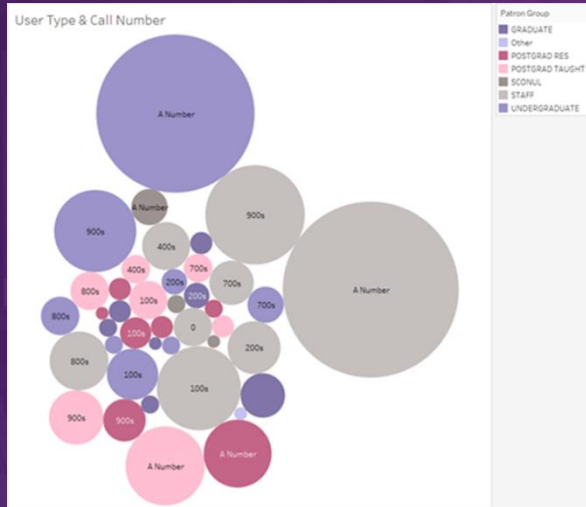 User Type & Call Number
Patron Group
GRADUATE
Other
POSTGRAD RES
POSTGRAD TAUGHT
SCONUL
STAFF
UNDERGRADUATE
A Number
A Number
900s
900s
400s
400s
700s
700s
A Number
800s
200s
200s
100s
700s
800s
100s
0
200s
800s
100s
100s
900s
900s
A Number
A Number